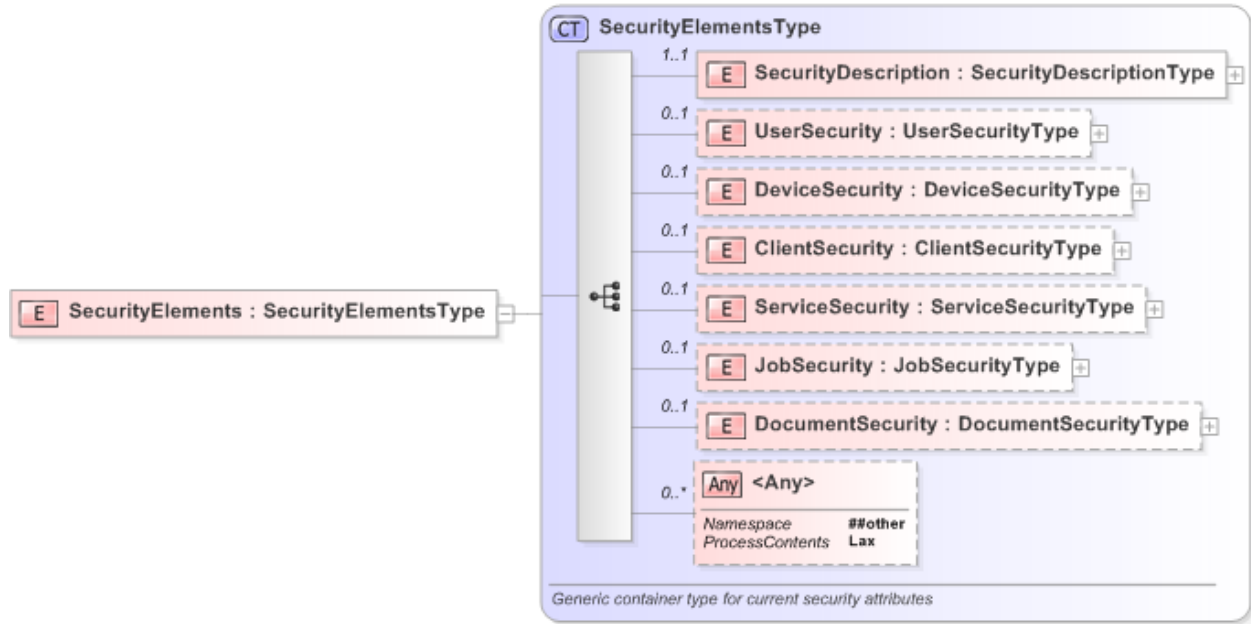 CT SecurityElementsType
1..1
E SecurityDescription : SecurityDescriptionType
0..1
E UserSecurity : UserSecurityType
0..1
E DeviceSecurity : DeviceSecurityType
0..1
E ClientSecurity : ClientSecurityType
0..1
E ServiceSecurity : ServiceSecurityType
E SecurityElements : SecurityElementsType
0..1
E JobSecurity : JobSecurityType
0..1
E DocumentSecurity : DocumentSecurityType
0..*
Any <Any>
Namespace ##other
ProcessContents Lax
Generic container type for current security attributes